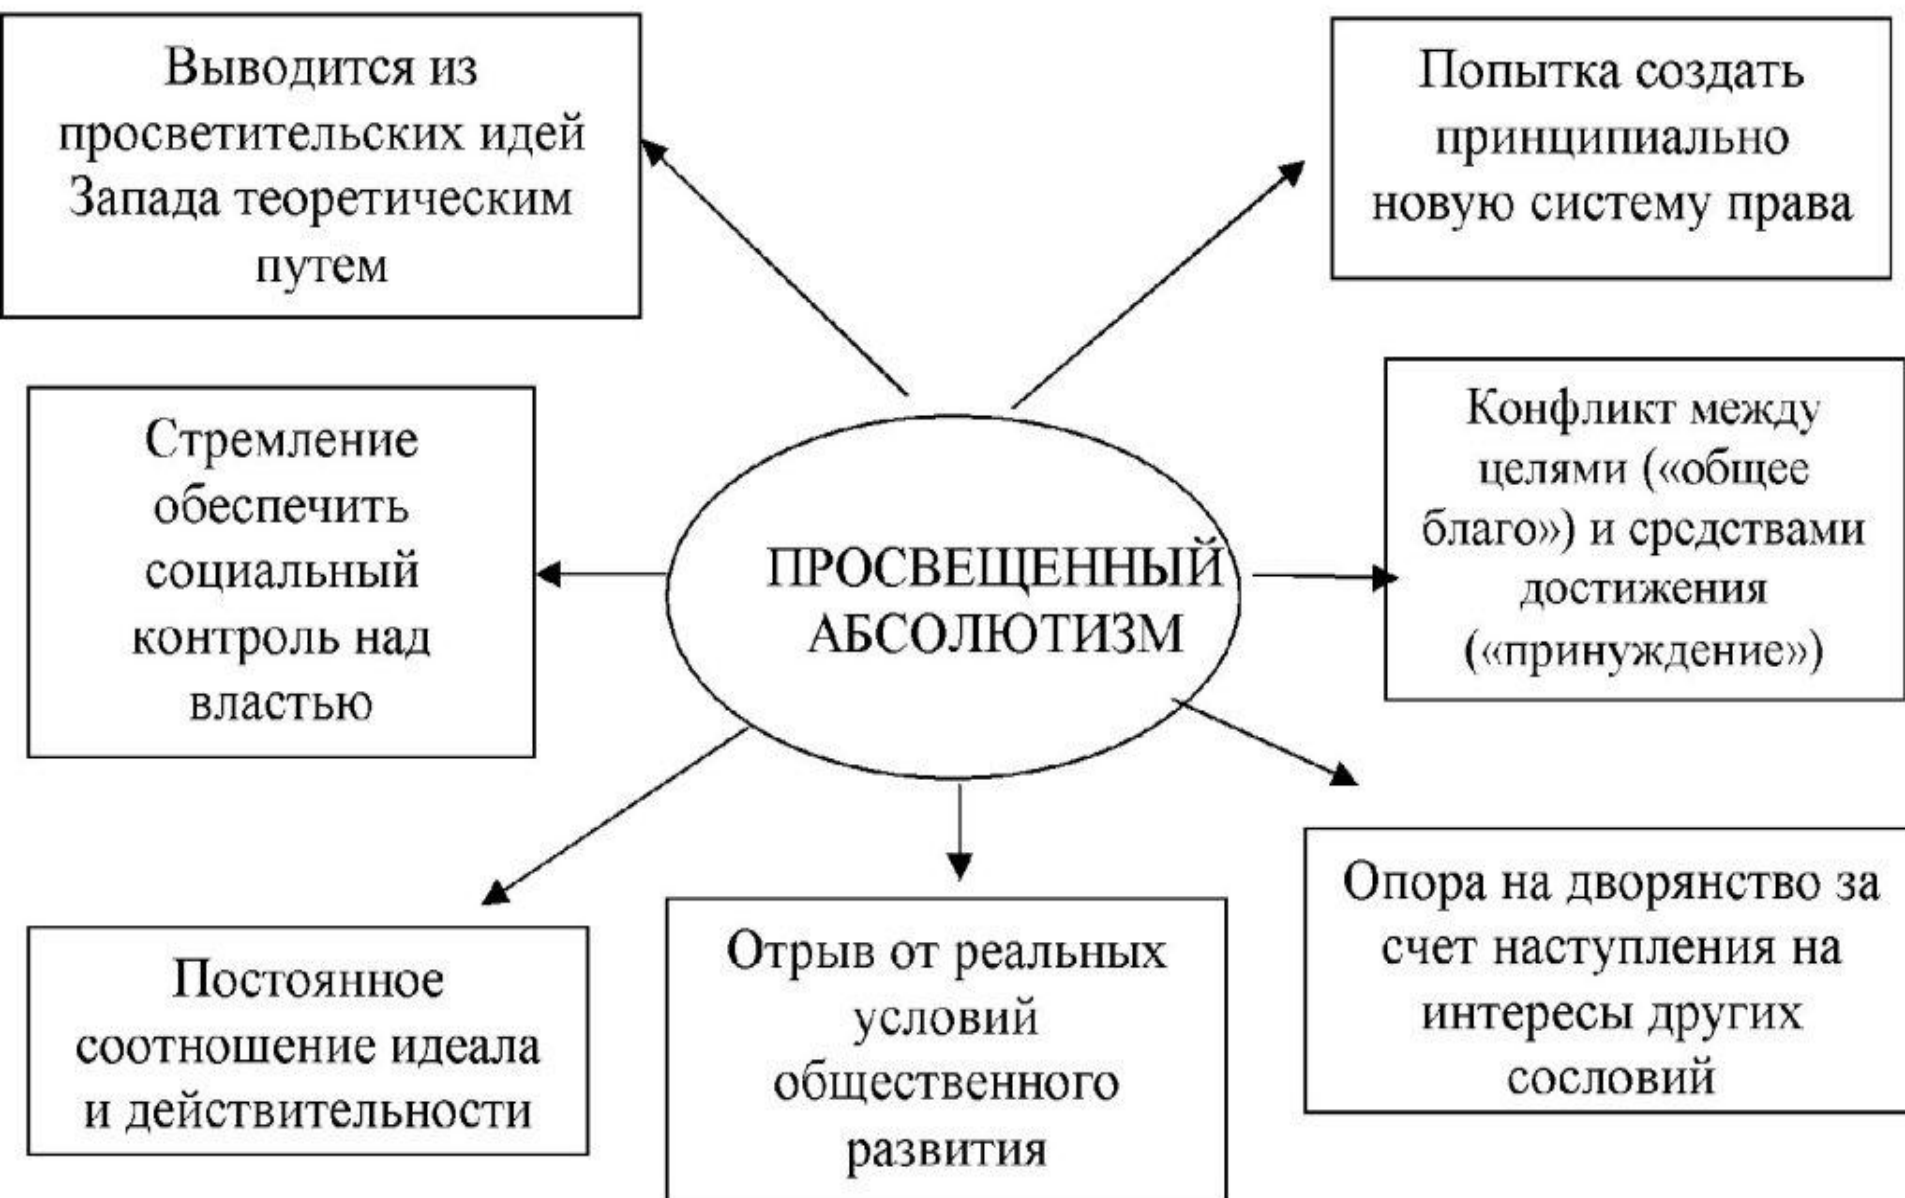 Выводится из
просветительских идей
Запада теоретическим
путем
Попытка создать
принципиально
новую систему права
Стремление
обеспечить
социальный
контроль над
властью
ПРОСВЕЩЕННЫЙ
АБСОЛЮТИЗМ
Конфликт между
целями («общее
благо») и средствами
достижения
(«принуждение»)
Постоянное
соотношение идеала
и действительности
Отрыв от реальных
условий
общественного
развития
Опора на дворянство за
счет наступления на
интересы других
сословий